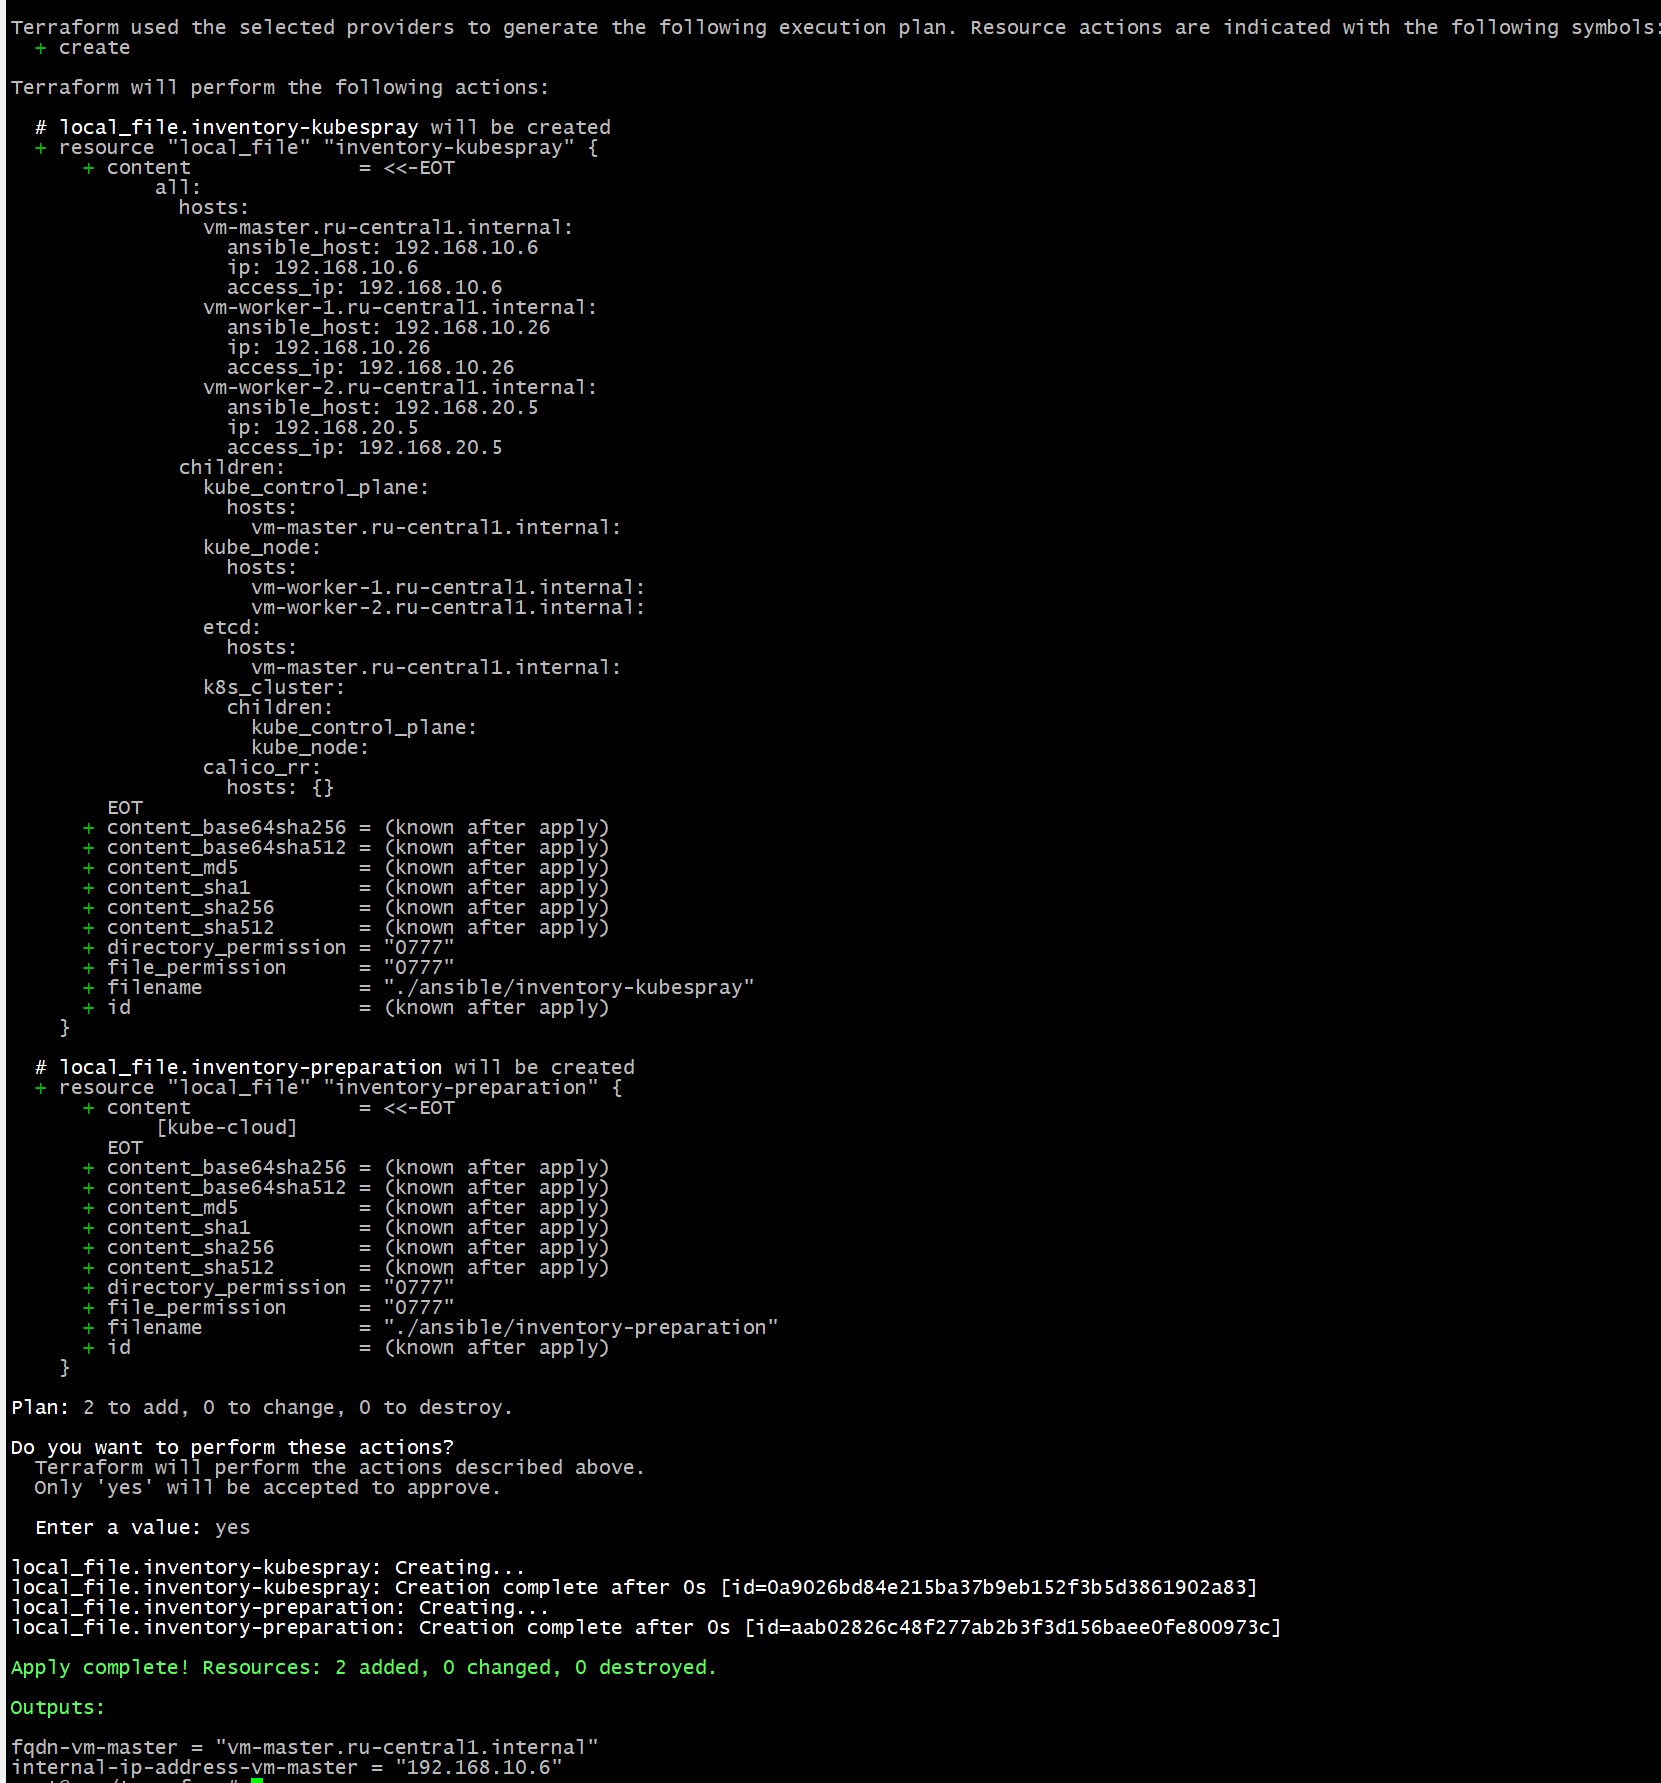 Terraform used the selected providers to generate the following execution plan. Resource actions are indicated with the following symbols:
  + create

Terraform will perform the following actions:

  # local_file.inventory-kubespray will be created
  + resource "local_file" "inventory-kubespray" {
      + content              = <<-EOT
            all:
              hosts:
                vm-master.ru-central1.internal:
                  ansible_host: 192.168.10.6
                  ip: 192.168.10.6
                  access_ip: 192.168.10.6
                vm-worker-1.ru-central1.internal:
                  ansible_host: 192.168.10.26
                  ip: 192.168.10.26
                  access_ip: 192.168.10.26
                vm-worker-2.ru-central1.internal:
                  ansible_host: 192.168.20.5
                  ip: 192.168.20.5
                  access_ip: 192.168.20.5
              children:
                kube_control_plane:
                  hosts:
                    vm-master.ru-central1.internal:
                kube_node:
                  hosts:
                    vm-worker-1.ru-central1.internal:
                    vm-worker-2.ru-central1.internal:
                etcd:
                  hosts:
                    vm-master.ru-central1.internal:
                k8s_cluster:
                  children:
                    kube_control_plane:
                    kube_node:
                calico_rr:
                  hosts: {}
        EOT
      + content_base64sha256 = (known after apply)
      + content_base64sha512 = (known after apply)
      + content_md5          = (known after apply)
      + content_sha1         = (known after apply)
      + content_sha256       = (known after apply)
      + content_sha512       = (known after apply)
      + directory_permission = "0777"
      + file_permission      = "0777"
      + filename             = "./ansible/inventory-kubespray"
      + id                   = (known after apply)
    }

  # local_file.inventory-preparation will be created
  + resource "local_file" "inventory-preparation" {
      + content              = <<-EOT
            [kube-cloud]
        EOT
      + content_base64sha256 = (known after apply)
      + content_base64sha512 = (known after apply)
      + content_md5          = (known after apply)
      + content_sha1         = (known after apply)
      + content_sha256       = (known after apply)
      + content_sha512       = (known after apply)
      + directory_permission = "0777"
      + file_permission      = "0777"
      + filename             = "./ansible/inventory-preparation"
      + id                   = (known after apply)
    }

Plan: 2 to add, 0 to change, 0 to destroy.

Do you want to perform these actions?
  Terraform will perform the actions described above.
  Only 'yes' will be accepted to approve.

  Enter a value: yes

local_file.inventory-kubespray: Creating...
local_file.inventory-kubespray: Creation complete after 0s [id=0a9026bd84e215ba37b9eb152f3b5d3861902a83]
local_file.inventory-preparation: Creating...
local_file.inventory-preparation: Creation complete after 0s [id=aab02826c48f277ab2b3f3d156baee0fe800973c]

Apply complete! Resources: 2 added, 0 changed, 0 destroyed.

Outputs:

fqdn-vm-master = "vm-master.ru-central1.internal"
internal-ip-address-vm-master = "192.168.10.6"